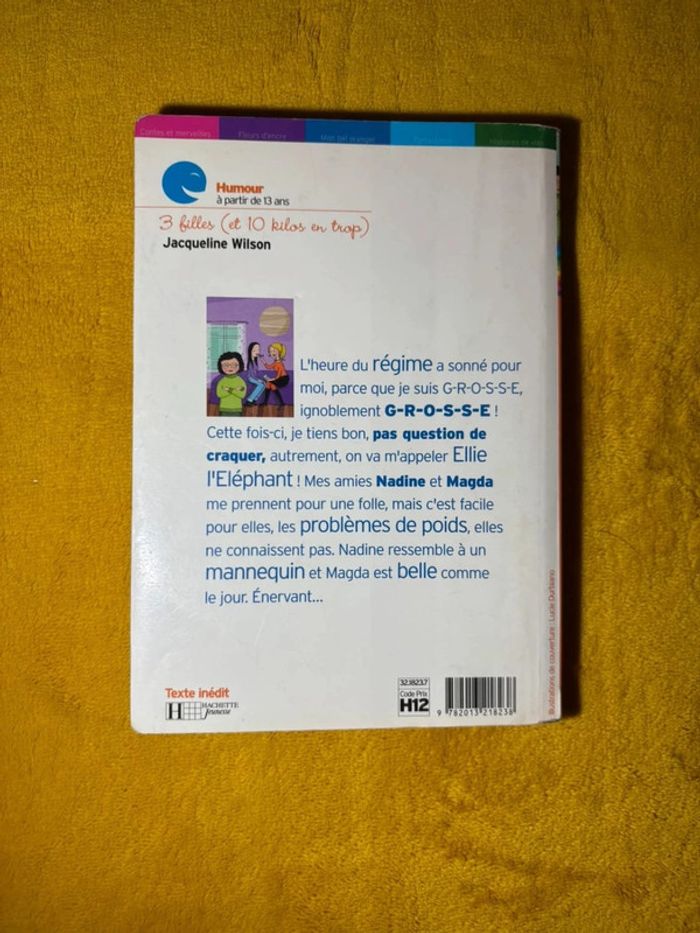 Contes et merveilles
Fleurs d'encre
Humour
à partir de 13 ans
3 filles (et 10 kilos en trop)
Jacqueline Wilson
L'heure du régime a sonné pour
moi, parce que je suis G-R-O-S-S-E,
ignoblement G-R-O-S-S-E !
Cette fois-ci, je tiens bon, pas question de
craquer, autrement, on va m'appeler Ellie
l'Eléphant ! Mes amies Nadine et Magda
me prennent pour une folle, mais c'est facile
pour elles, les problèmes de poids, elles
ne connaissent pas. Nadine ressemble à un
mannequin et Magda est belle comme
le jour. Énervant...
Illustrations de couverture : Lucie Durbiano
Texte inédit
HACHETTE
Jeunesse
32.1823.7
Code Prix
H12
9 782013 218238